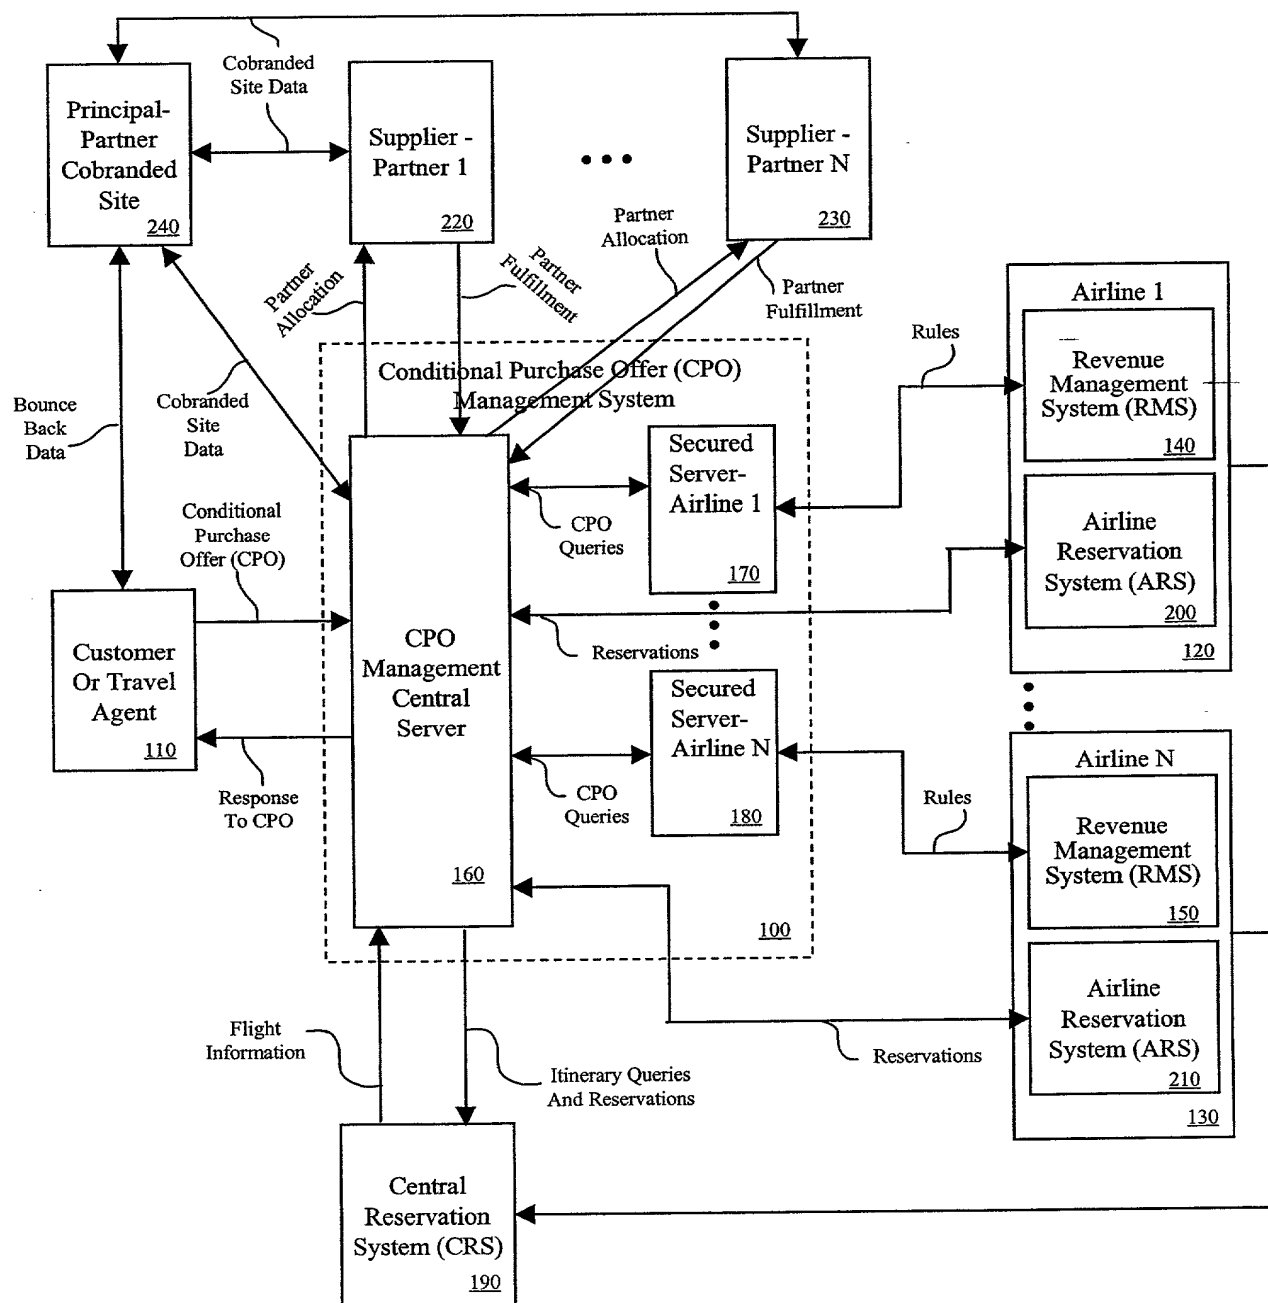 Cobranded
Site Data
Principal-
Partner
Cobranded
Site
240
Supplier -
Partner 1
220
Supplier -
Partner N
230
Partner
Allocation
Partner
Fulfillment
Partner
Allocation
Partner
Fulfillment
Bounce
Back
Data
Cobranded
Site
Data
Conditional Purchase Offer (CPO)
Management System
Conditional
Purchase
Offer (CPO)
Customer
Or Travel
Agent
110
Response
To CPO
CPO
Management
Central
Server
160
Secured
Server-
Airline 1
170
CPO
Queries
Reservations
Secured
Server-
Airline N
180
CPO
Queries
100
Rules
Airline 1
Revenue
Management
System (RMS)
140
Airline
Reservation
System (ARS)
200
120
Rules
Airline N
Revenue
Management
System (RMS)
150
Airline
Reservation
System (ARS)
210
130
Reservations
Flight
Information
Itinerary Queries
And Reservations
Central
Reservation
System (CRS)
190